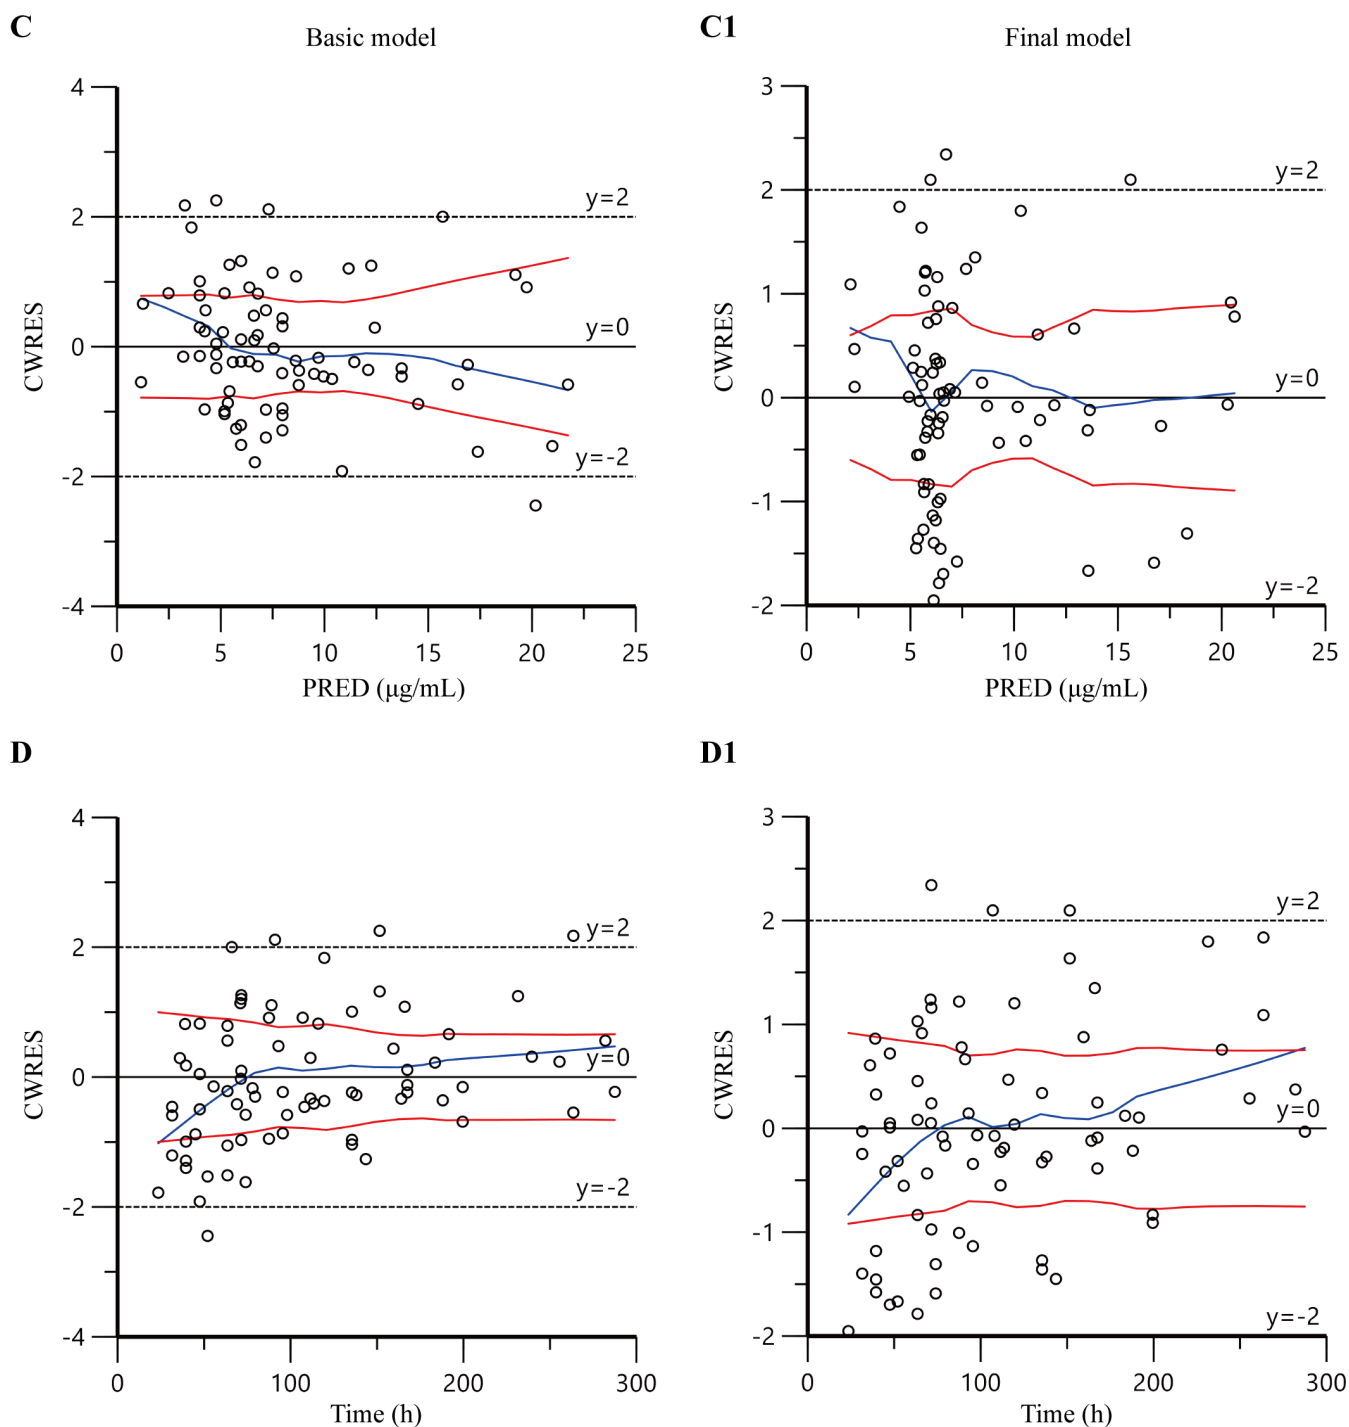 C
Basic model
4
2
0
-2
-4
CWRES
y=2
y=0
y=-2
0 5 10 15 20 25
PRED (μg/mL)
C1
Final model
3
2
1
0
-1
-2
CWRES
y=2
y=0
y=-2
0 5 10 15 20 25
PRED (μg/mL)
D
4
2
0
-2
-4
CWRES
y=2
y=0
y=-2
0 100 200 300
Time (h)
D1
3
2
1
0
-1
-2
CWRES
y=2
y=0
y=-2
0 100 200 300
Time (h)